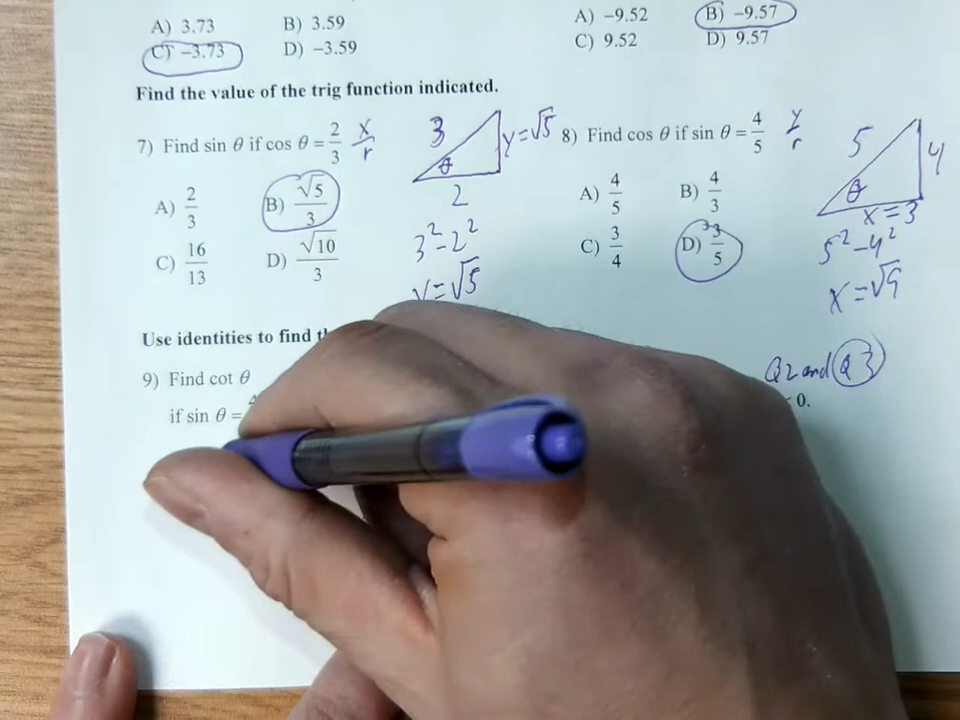 A) 3.73 B) 3.59 A) −9.52 B) −9.57
C) −3.73 D) −3.59 C) 9.52 D) 9.57
Find the value of the trig function indicated.
7) Find sin θ if cos θ = 2/3 x/r
3
θ
2
y=√5
A) 2/3 B) √5/3
C) 16/13 D) √10/3
3²−2²
y=√5
8) Find cos θ if sin θ = 4/5 y/r
5
θ
4
x=3
A) 4/5 B) 4/3
C) 3/4 D) 3/5
5²−4²
x=√9
Use identities to find
9) Find cot θ
if sin θ =
Q2 and Q3
< 0.